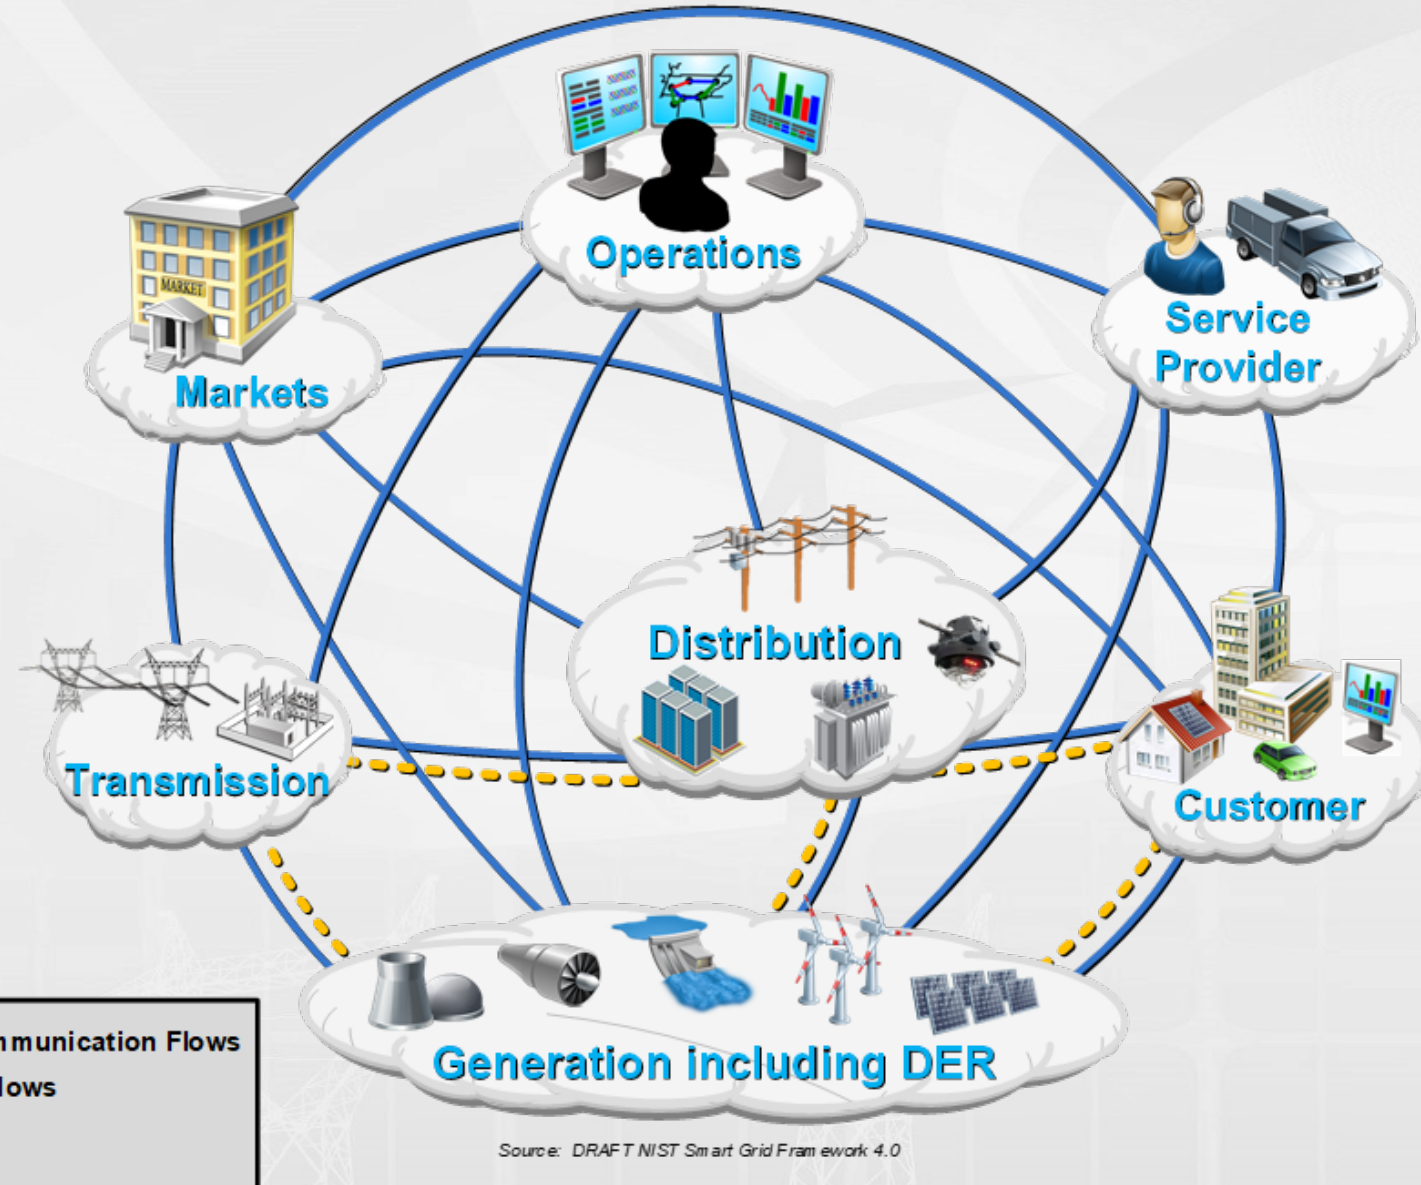 Operations
Service
Provider
MARKET
Markets
Distribution
Transmission
Customer
Generation including DER
mmunication Flows
lows
Source: DRAFT NIST Smart Grid Framework 4.0